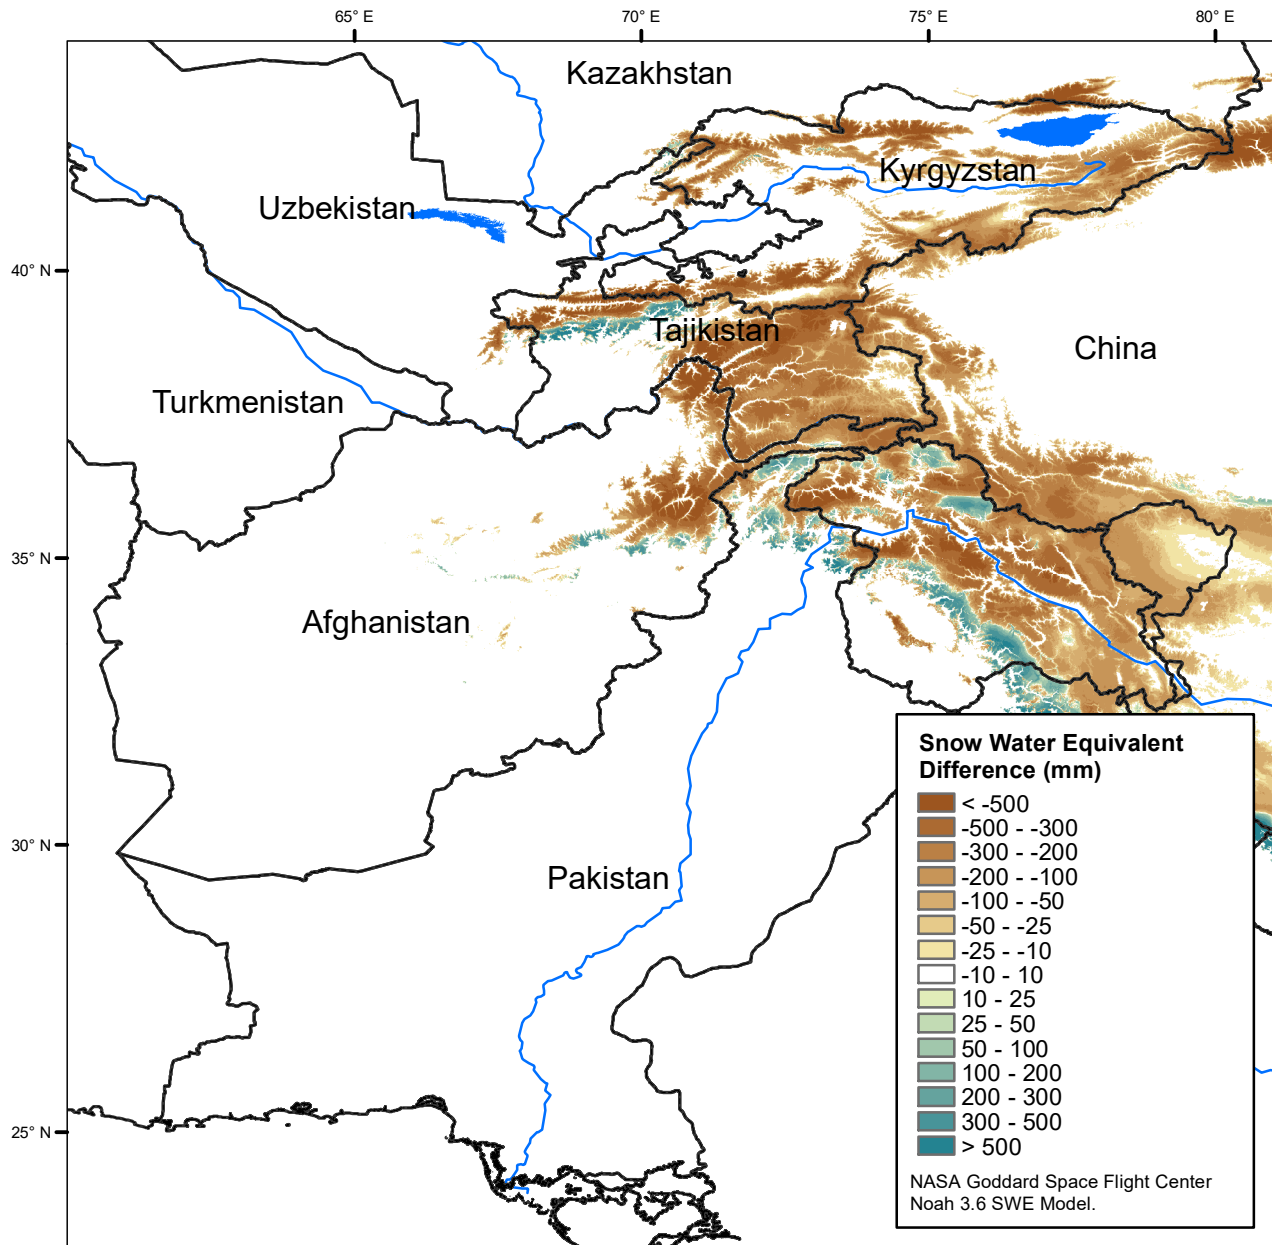 65° E
70° E
75° E
80° E
Kazakhstan
Kyrgyzstan
Uzbekistan
40° N
Tajikistan
China
Turkmenistan
35° N
Afghanistan
30° N
Pakistan
25° N
Snow Water Equivalent
Difference (mm)
< -500
-500 - -300
-300 - -200
-200 - -100
-100 - -50
-50 - -25
-25 - -10
-10 - 10
10 - 25
25 - 50
50 - 100
100 - 200
200 - 300
300 - 500
> 500
NASA Goddard Space Flight Center
Noah 3.6 SWE Model.